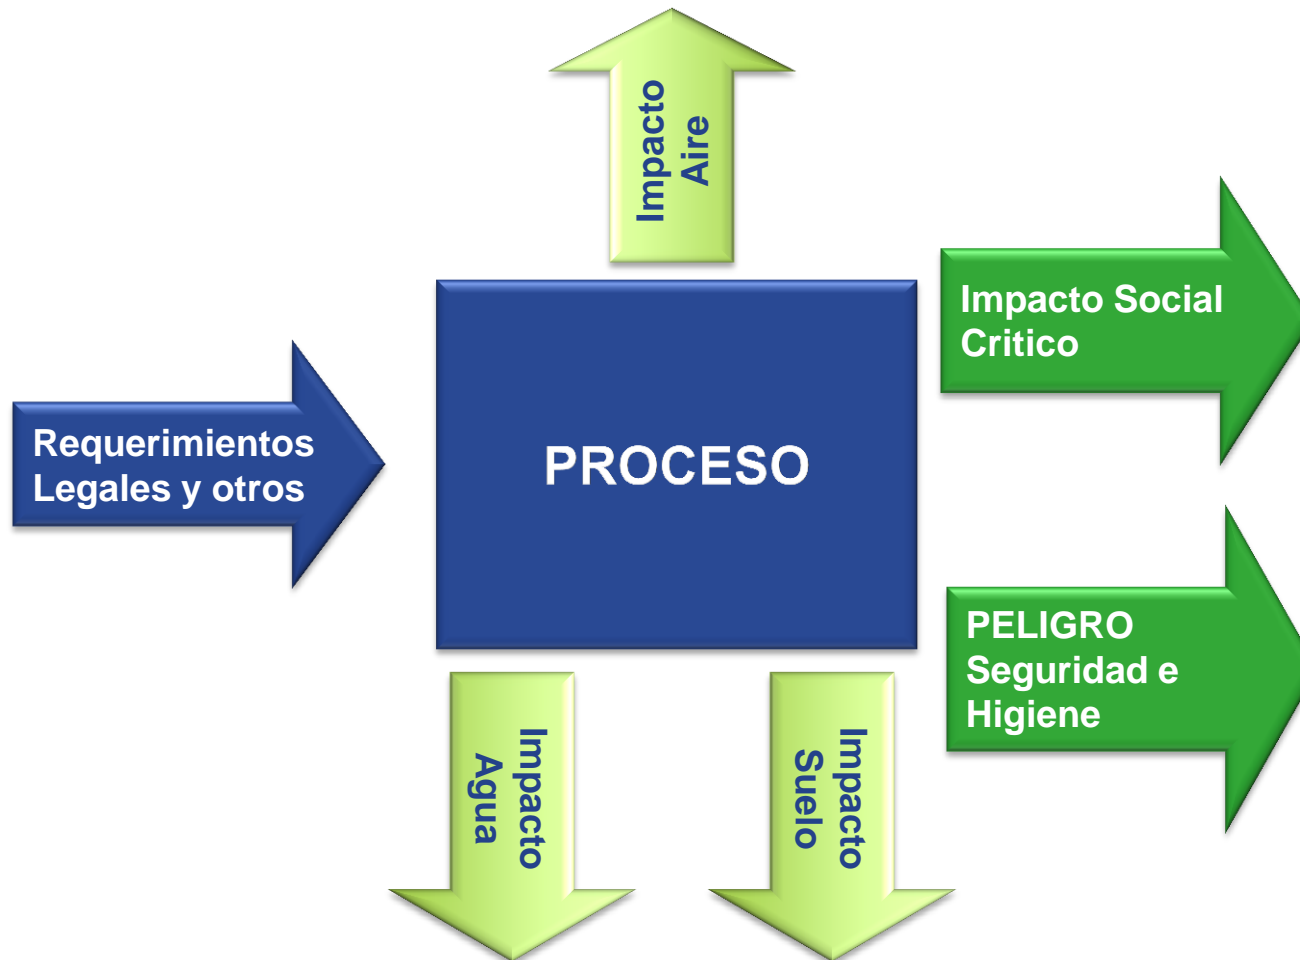 Impacto
Aire
Impacto Social
Critico
Requerimientos
Legales y otros
PROCESO
PELIGRO
Seguridad e
Higiene
Impacto
Agua
Impacto
Suelo